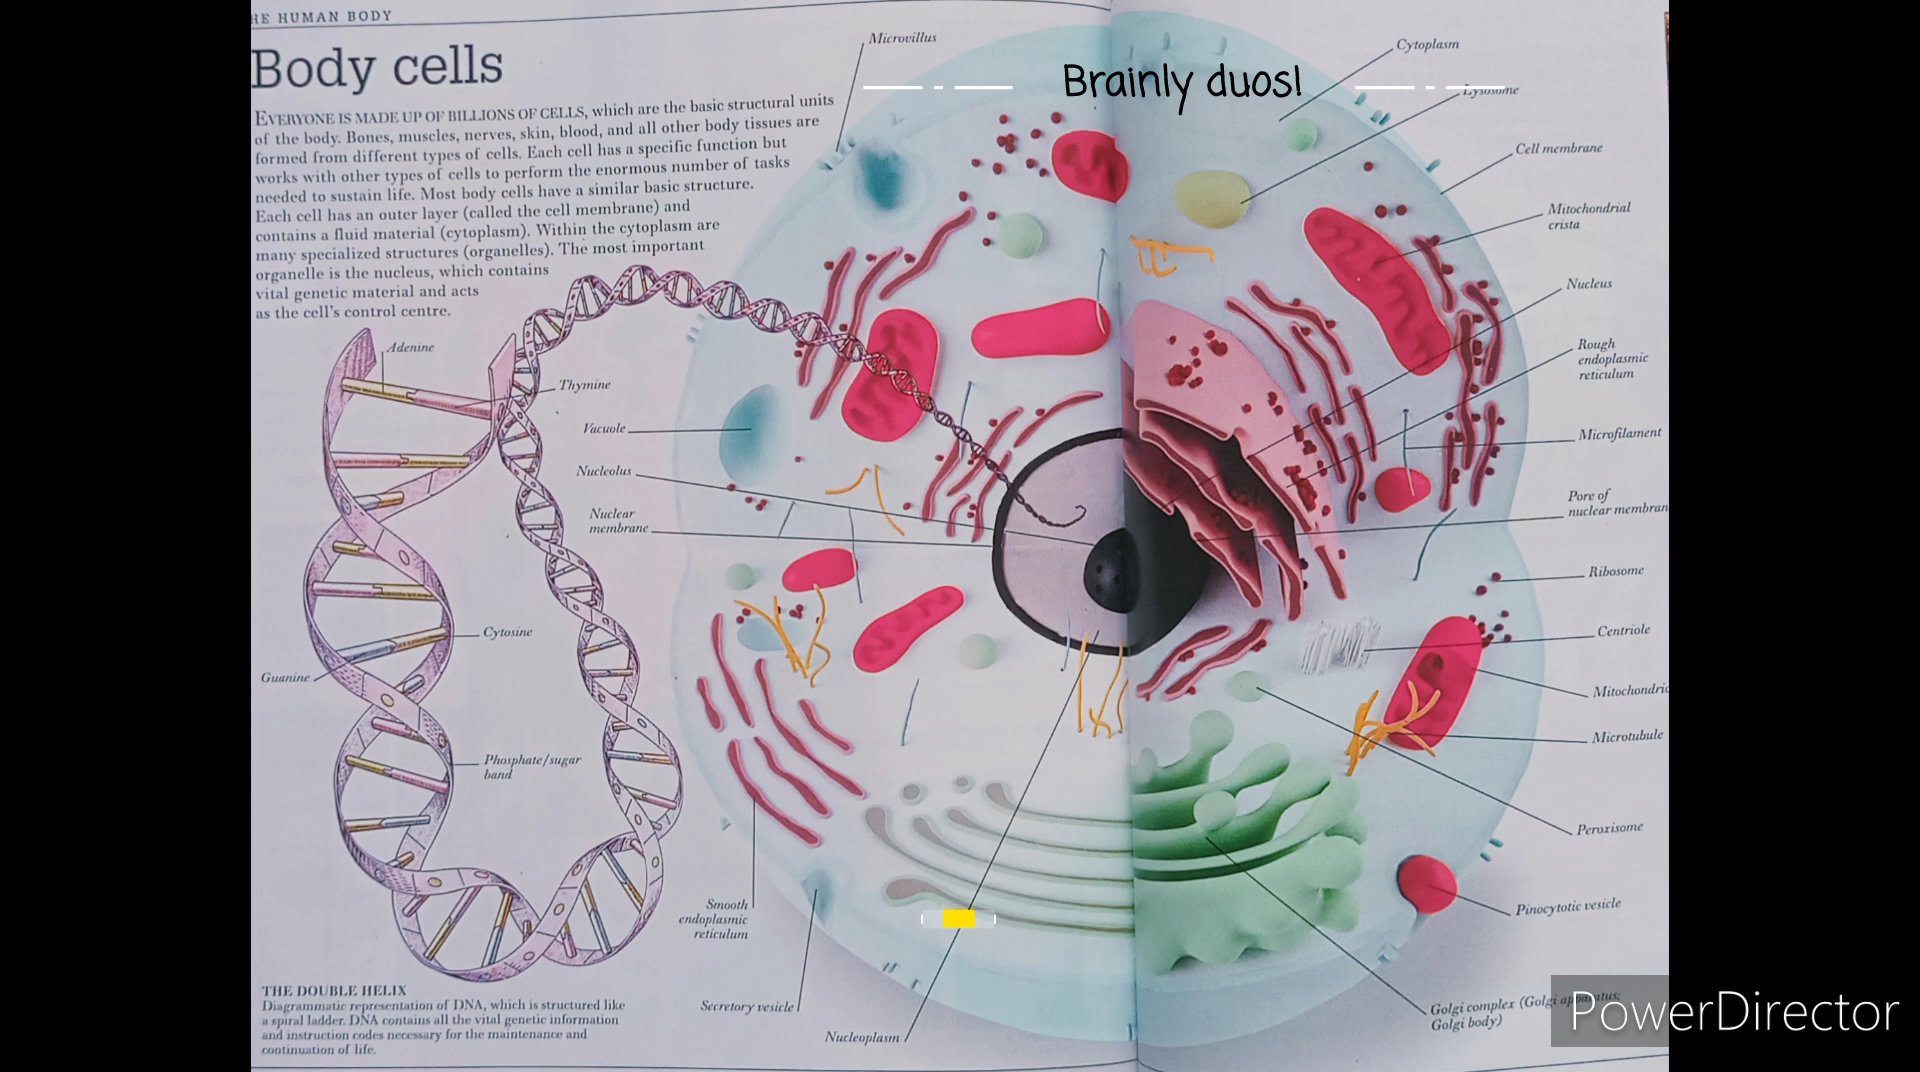 HE HUMAN BODY
Body cells
EVERYONE IS MADE UP OF BILLIONS OF CELLS, which are the basic structural units
of the body. Bones, muscles, nerves, skin, blood, and all other body tissues are
formed from different types of cells. Each cell has a specific function but
works with other types of cells to perform the enormous number of tasks
needed to sustain life. Most body cells have a similar basic structure.
Each cell has an outer layer (called the cell membrane) and
contains a fluid material (cytoplasm). Within the cytoplasm are
many specialized structures (organelles). The most important
organelle is the nucleus, which contains
vital genetic material and acts
as the cell's control centre.
Brainly duos!
Microvillus
Adenine
Thymine
Vacuole
Nucleolus
Nuclear
membrane
Cytosine
Guanine
Phosphate/sugar
band
Smooth
endoplasmic
reticulum
Secretory vesicle
Nucleoplasm
THE DOUBLE HELIX
Diagrammatic representation of DNA, which is structured like
a spiral ladder. DNA contains all the vital genetic information
and instruction codes necessary for the maintenance and
continuation of life.
Cytoplasm
Lysosome
Cell membrane
Mitochondrial
crista
Nucleus
Rough
endoplasmic
reticulum
Microfilament
Pore of
nuclear membran
Ribosome
Centriole
Mitochondri
Microtubule
Peroxisome
Pinocytotic vesicle
Golgi complex (Golgi apparatus;
Golgi body)
PowerDirector